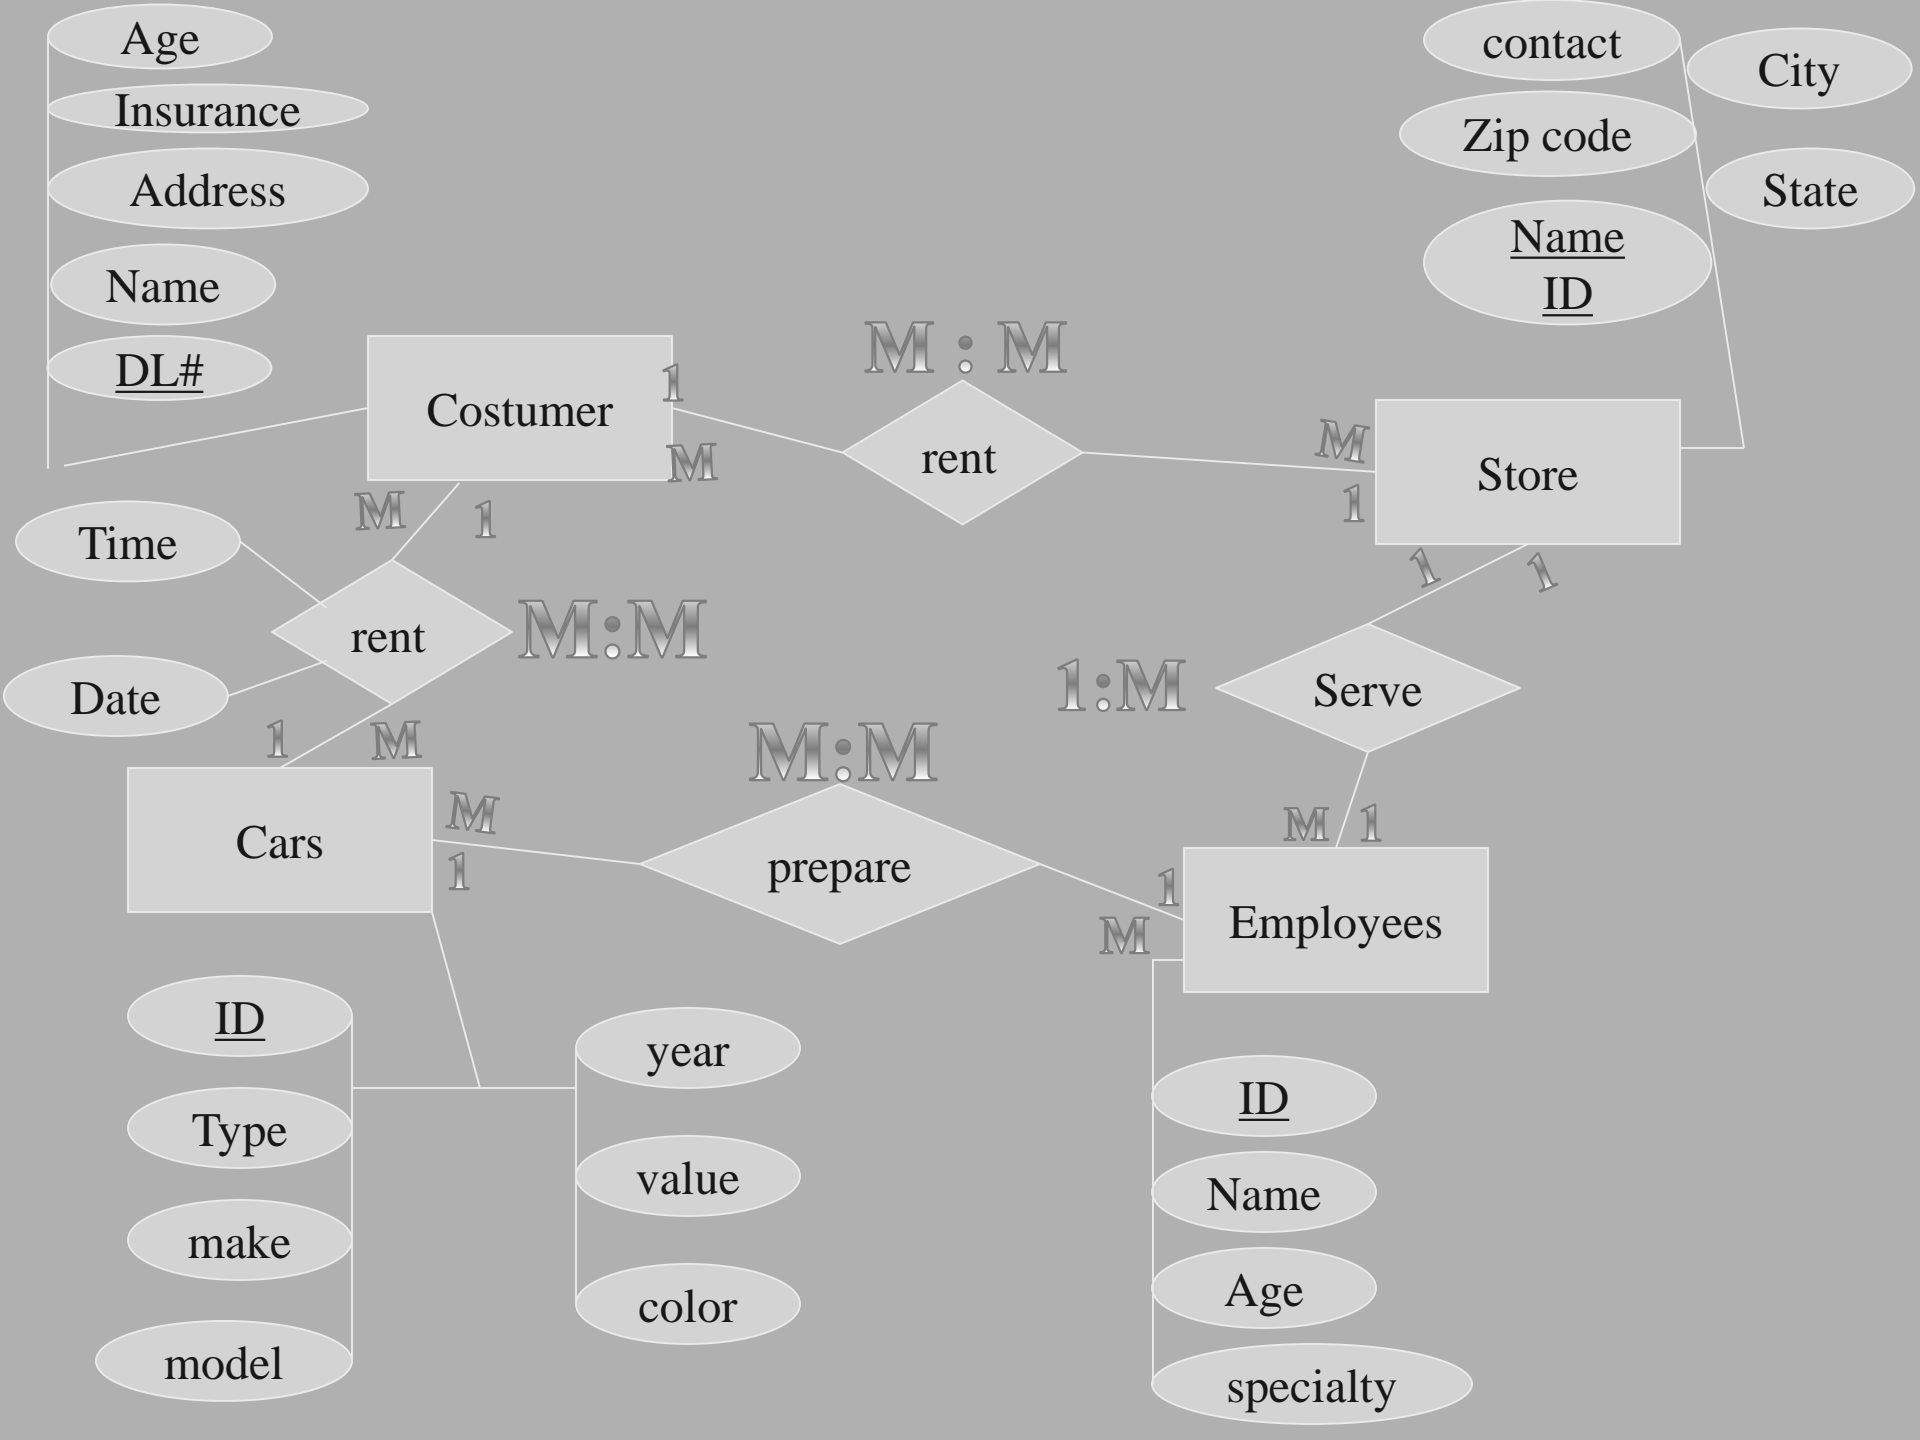 Age
Insurance
Address
Name
DL#
contact
City
Zip code
State
Name
ID
M : M
Costumer
1
M
rent
M
1
Store
M
1
Time
rent
M:M
Date
1
M
1
1
Serve
1:M
M
1
M:M
Cars
M
1
prepare
1
M
Employees
ID
Type
make
model
year
value
color
ID
Name
Age
specialty